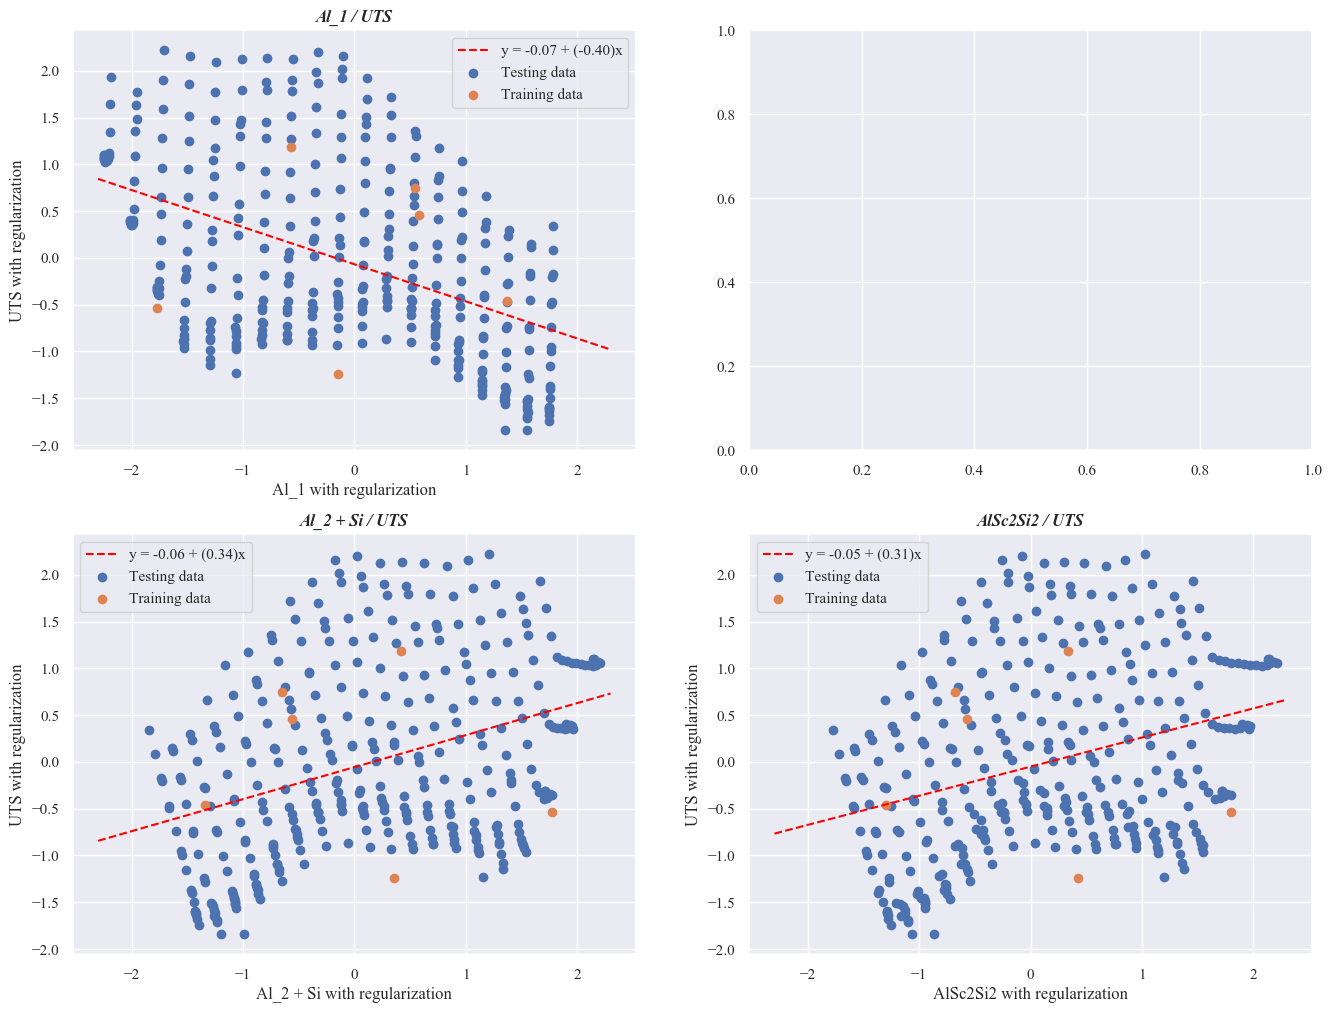 Al_1 / UTS
y = -0.07 + (-0.40)x
Testing data
Training data
2.0
1.5
1.0
0.5
0.0
−0.5
−1.0
−1.5
−2.0
UTS with regularization
−2 −1 0 1 2
Al_1 with regularization
1.0
0.8
0.6
0.4
0.2
0.0
0.0 0.2 0.4 0.6 0.8 1.0
Al_2 + Si / UTS
y = -0.06 + (0.34)x
Testing data
Training data
2.0
1.5
1.0
0.5
0.0
−0.5
−1.0
−1.5
−2.0
UTS with regularization
−2 −1 0 1 2
Al_2 + Si with regularization
AlSc2Si2 / UTS
y = -0.05 + (0.31)x
Testing data
Training data
2.0
1.5
1.0
0.5
0.0
−0.5
−1.0
−1.5
−2.0
UTS with regularization
−2 −1 0 1 2
AlSc2Si2 with regularization